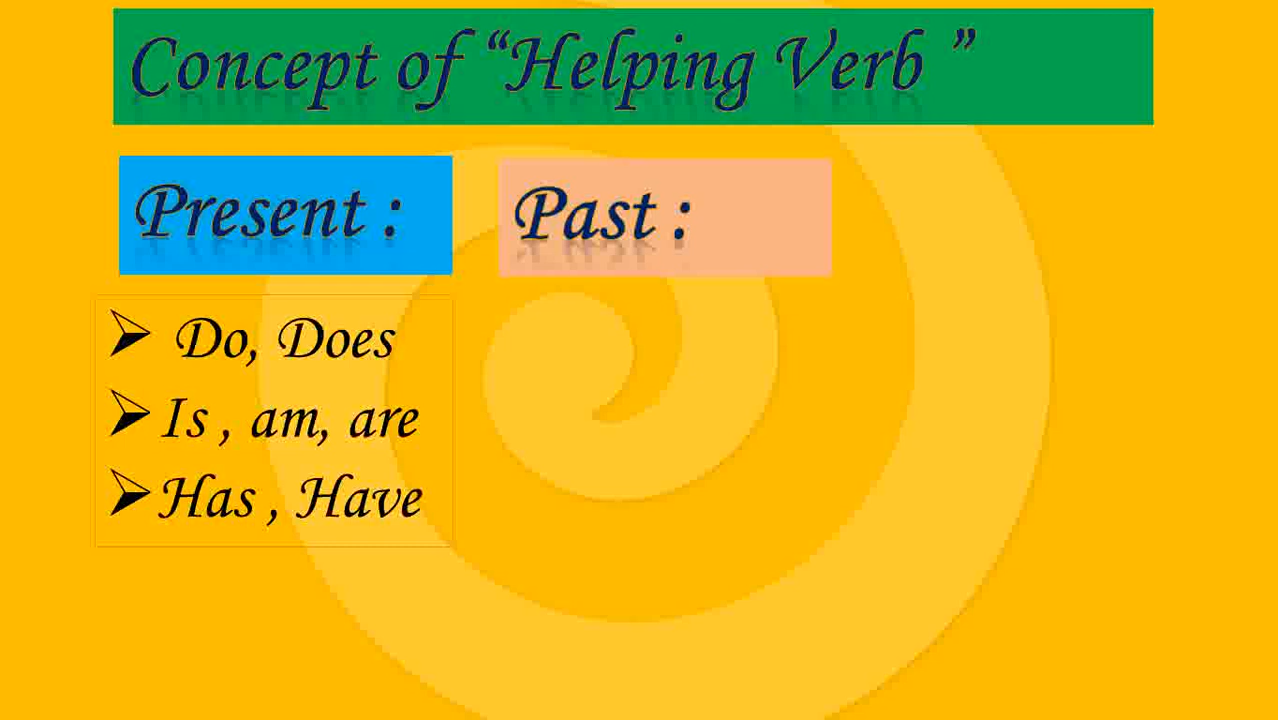 Concept of “Helping Verb ”
Present :
Past :
Do, Does
Is , am, are
Has , Have